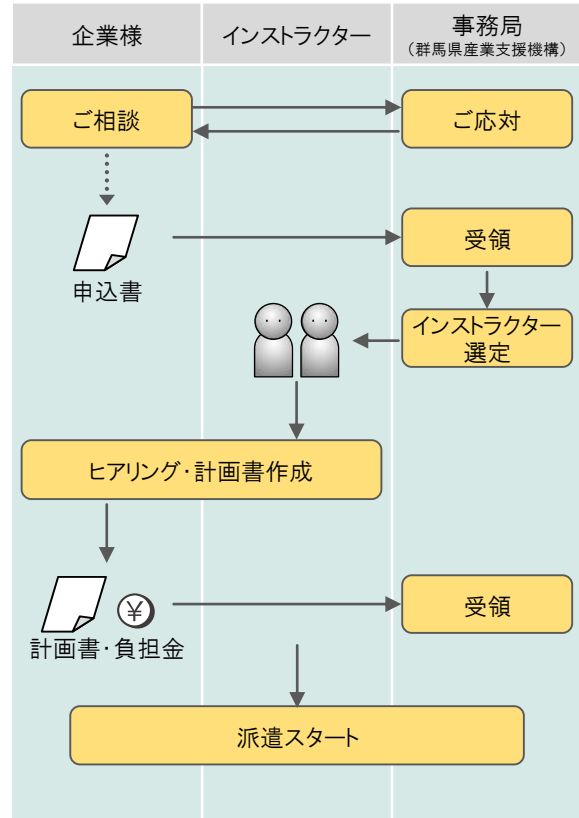 企業様
インストラクター
事務局
（群馬県産業支援機構）
ご相談
ご応対
申込書
受領
インストラクター
選定
ヒアリング・計画書作成
¥
計画書・負担金
受領
派遣スタート